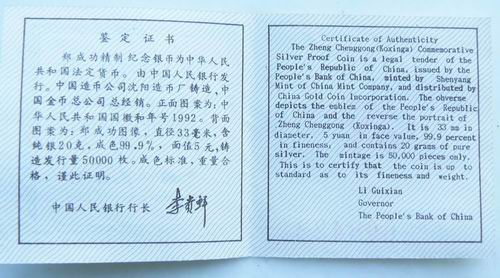 鉴定证书
郑成功精制纪念银币为中华人民
共和国法定货币。由中国人民银行发
行。中国造币公司沈阳造币厂铸造,中
国金币总公司总经销。正面图案为:中
华人民共和国国徽和年号1992。背面
图案为:郑成功图像,直径33毫米,含
纯银20克,成色99.9%,面值5元,铸
造发行量50000枚。成色标准,重量合
格,谨此证明。
中国人民银行行长 李贵鲜
Certificate of Authenticity
The Zheng Chenggong(Koxinga) Commemorative
Silver Proof Coin is a legal tender of the
People's Republic of China, issued by the
People's Bank of China, minted by Shenyang
Mint of China Mint Company, and distributed by
China Gold Coin Incorporation. The obverse
depicts the emblem of the People's Republic
of China and the reverse the portrait of
Zheng Chenggong (Koxinga). It is 33 mm in
diameter, 5 yuan in face value, 99.9 percent
in fineness, and contains 20 grams of pure
silver. The mintage is 50,000 pieces only.
This is to certify that the coin is up to
standard as to its fineness and weight.
Li Guixian
Governor
The People's Bank of China